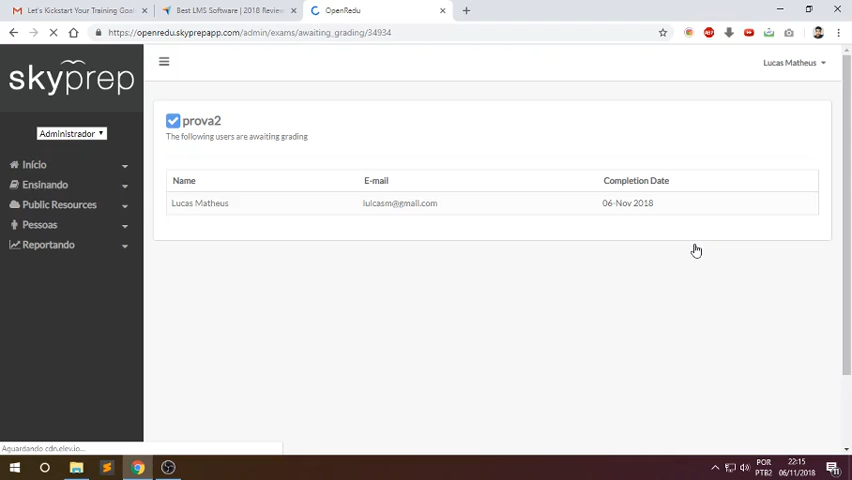 Let's Kickstart Your Training Goal
Best LMS Software | 2018 Review
OpenRedu
https://openredu.skyprepapp.com/admin/exams/awaiting_grading/34934
skyprep
Lucas Matheus
Administrador
Início
Ensinando
Public Resources
Pessoas
Reportando
prova2
The following users are awaiting grading
Name E-mail Completion Date
Lucas Matheus lulcasm@gmail.com 06-Nov 2018
Aguardando cdn.elev.io...
POR 22:15
PTB2 06/11/2018